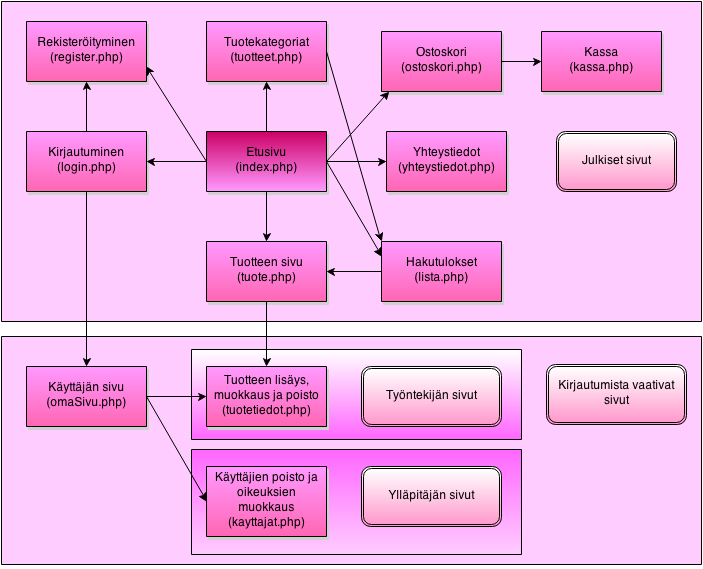 Rekisteröityminen
(register.php)
Tuotekategoriat
(tuotteet.php)
Ostoskori
(ostoskori.php)
Kassa
(kassa.php)
Kirjautuminen
(login.php)
Etusivu
(index.php)
Yhteystiedot
(yhteystiedot.php)
Julkiset sivut
Tuotteen sivu
(tuote.php)
Hakutulokset
(lista.php)
Käyttäjän sivu
(omaSivu.php)
Tuotteen lisäys,
muokkaus ja poisto
(tuotetiedot.php)
Työntekijän sivut
Kirjautumista vaativat
sivut
Käyttäjien poisto ja
oikeuksien
muokkaus
(kayttajat.php)
Ylläpitäjän sivut